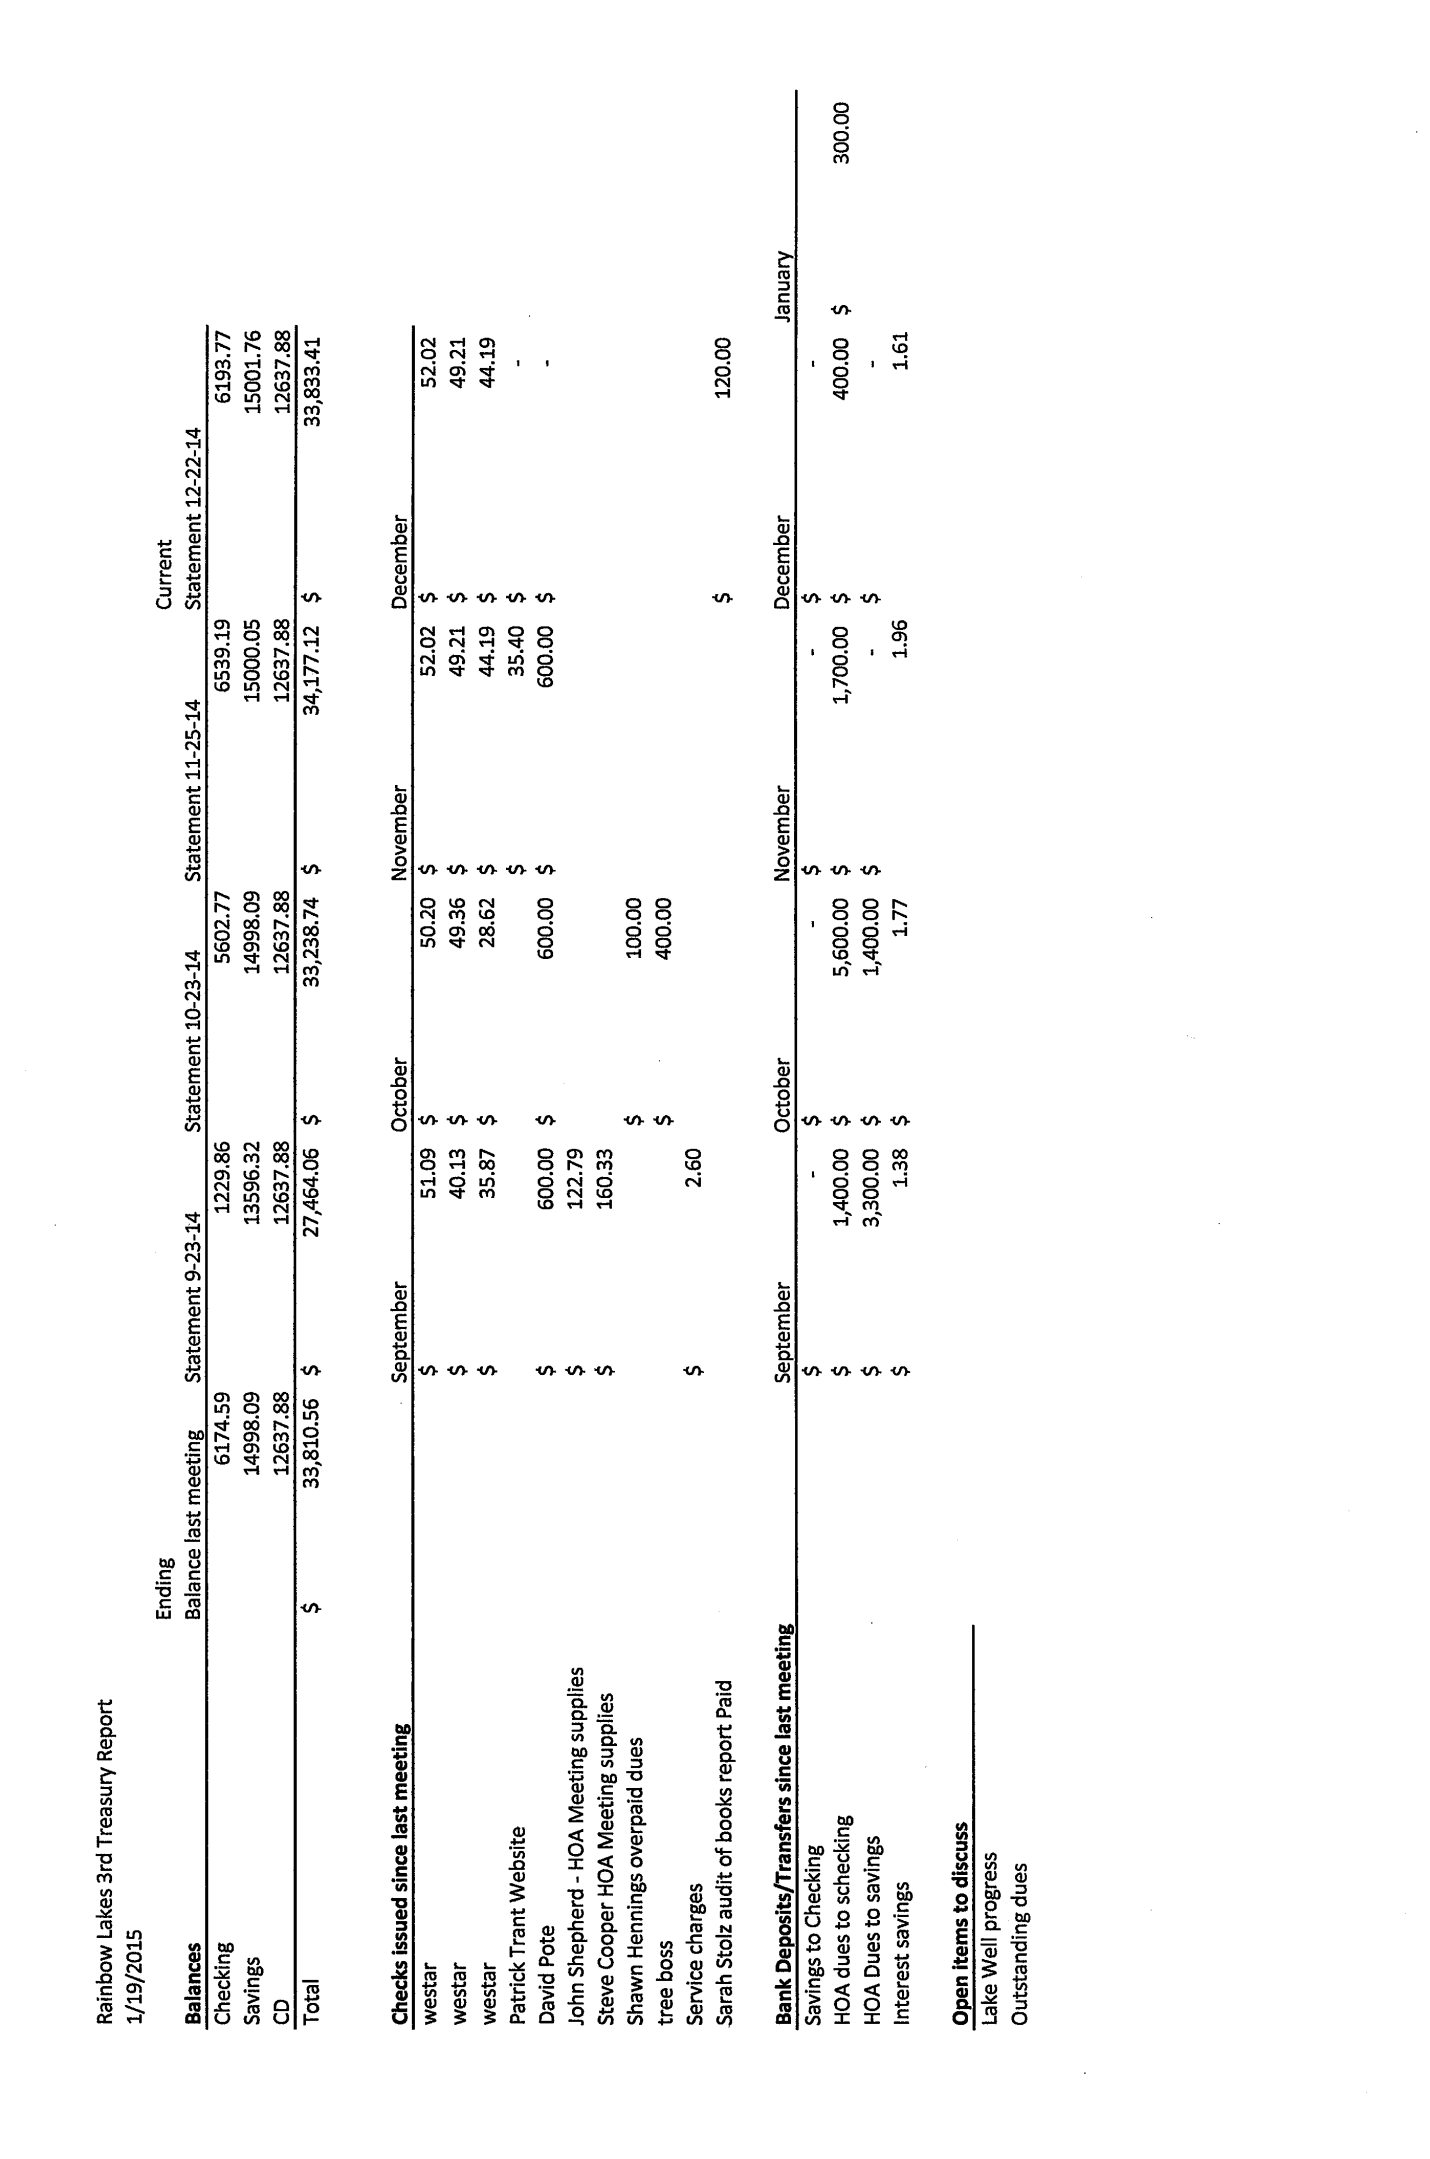 Rainbow Lakes 3rd Treasury Report
1/19/2015
Ending Current
Balances Balance last meeting Statement 9-23-14 Statement 10-23-14 Statement 11-25-14 Statement 12-22-14
Checking 6174.59 1229.86 5602.77 6539.19 6193.77
Savings 14998.09 13596.32 14998.09 15000.05 15001.76
CD 12637.88 12637.88 12637.88 12637.88 12637.88
Total $ 33,810.56 $ 27,464.06 $ 33,238.74 $ 34,177.12 $ 33,833.41
Checks issued since last meeting September October November December
westar $ 51.09 $ 50.20 $ 52.02 $ 52.02
westar $ 40.13 $ 49.36 $ 49.21 $ 49.21
westar $ 35.87 $ 28.62 $ 44.19 $ 44.19
Patrick Trant Website $ 35.40 $ -
David Pote $ 600.00 $ 600.00 $ 600.00 $ -
John Shepherd - HOA Meeting supplies $ 122.79
Steve Cooper HOA Meeting supplies $ 160.33
Shawn Hennings overpaid dues $ 100.00
tree boss $ 400.00
Service charges $ 2.60
Sarah Stolz audit of books report Paid $ 120.00
Bank Deposits/Transfers since last meeting September October November December January
Savings to Checking $ - $ - $ - $ -
HOA dues to schecking $ 1,400.00 $ 5,600.00 $ 1,700.00 $ 400.00 $ 300.00
HOA Dues to savings $ 3,300.00 $ 1,400.00 $ - $ -
Interest savings $ 1.38 $ 1.77 1.96 1.61
Open items to discuss
Lake Well progress
Outstanding dues